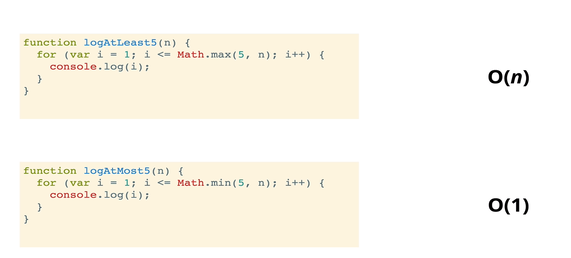 function logAtLeast5(n) {
  for (var i = 1; i <= Math.max(5, n); i++) {
    console.log(i);
  }
}
O(n)
function logAtMost5(n) {
  for (var i = 1; i <= Math.min(5, n); i++) {
    console.log(i);
  }
}
O(1)